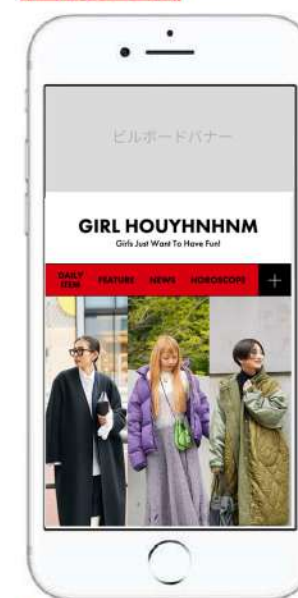 ビルボードバナー
GIRL HOUYHNHNM
Girls Just Want To Have Fun!
DAILY ITEM
FEATURE
NEWS
HOROSCOPE
+